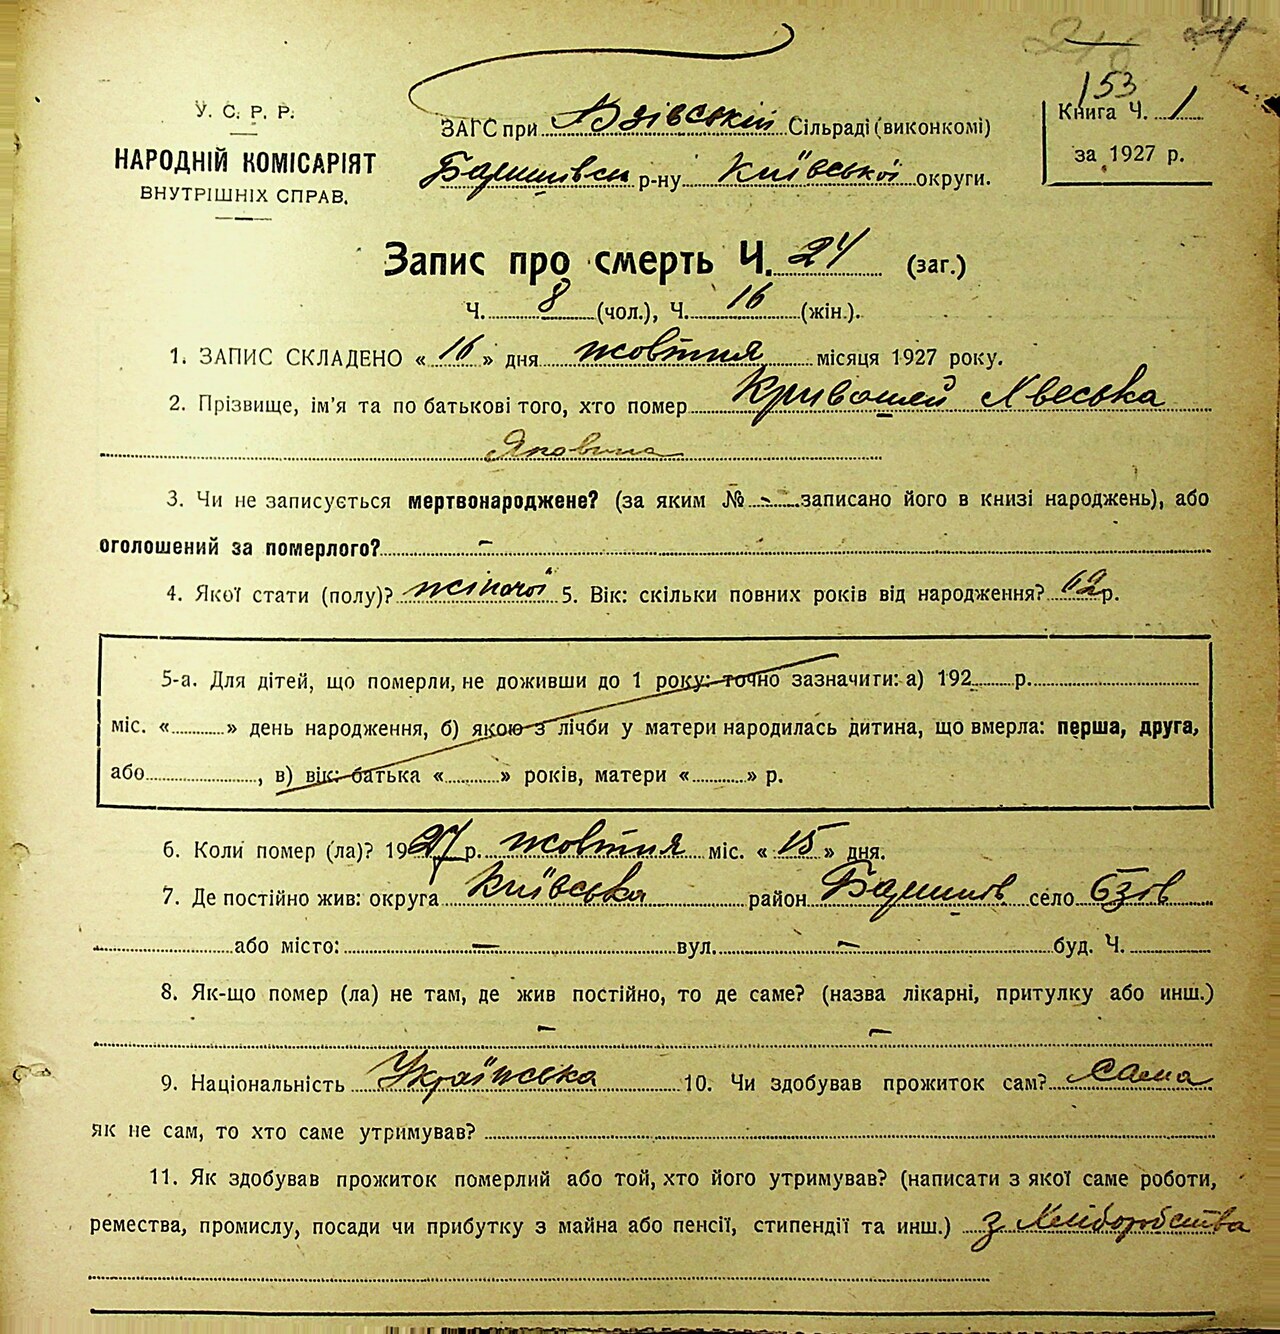 24
153
У. С. Р. Р.
НАРОДНІЙ КОМІСАРІЯТ
ВНУТРІШНІХ СПРАВ.
ЗАГС при Сільраді (виконкомі)
р-ну Київської округи.
Книга Ч. 1
за 1927 р.
Запис про смерть Ч. 24 (заг.)
Ч. 8 (чол.), Ч. 16 (жін.).
1. ЗАПИС СКЛАДЕНО « 16 » дня жовтня місяця 1927 року.
2. Прізвище, ім'я та по батькові того, хто помер Кривошей Хвеська
3. Чи не записується мертвонароджене? (за яким № - записано його в книзі народжень), або
оголошений за померлого? -
4. Якої стати (полу)? жіночої 5. Вік: скільки повних років від народження? р.
5-а. Для дітей, що померли, не доживши до 1 року: точно зазначити: а) 192 р.
міс. « » день народження, б) якою з лічби у матери народилась дитина, що вмерла: перша, друга,
або , в) вік: батька « » років, матери « » р.
6. Коли помер (ла)? 1927 р. жовтня міс. « 15 » дня.
7. Де постійно жив: округа Київська район Баришів село
або місто: — вул. — буд. Ч.
8. Як-що помер (ла) не там, де жив постійно, то де саме? (назва лікарні, притулку або инш.)
— —
9. Національність Українська 10. Чи здобував прожиток сам? сама
як не сам, то хто саме утримував?
11. Як здобував прожиток померлий або той, хто його утримував? (написати з якої саме роботи,
ремества, промислу, посади чи прибутку з майна або пенсії, стипендії та инш.) з Хліборобства